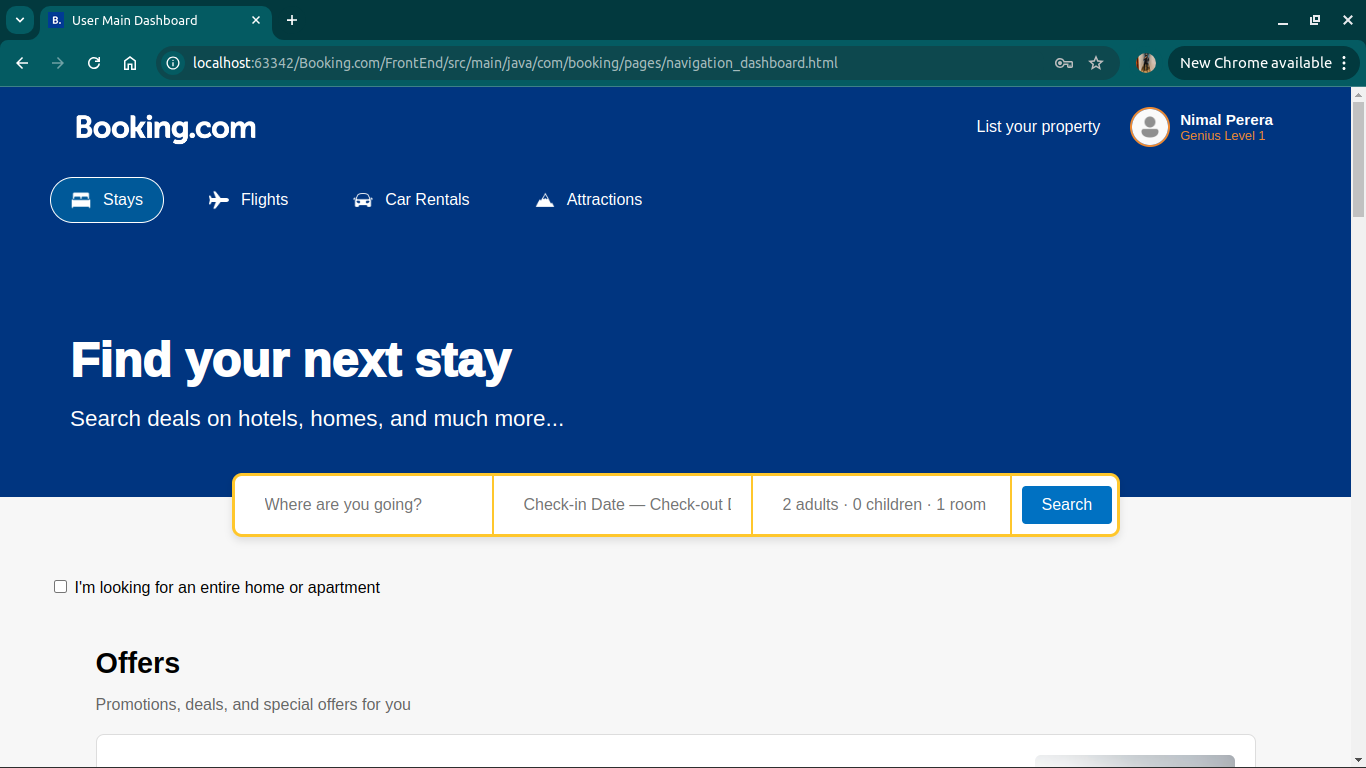 B. User Main Dashboard
localhost:63342/Booking.com/FrontEnd/src/main/java/com/booking/pages/navigation_dashboard.html
New Chrome available
Booking.com
List your property
Nimal Perera
Genius Level 1
Stays
Flights
Car Rentals
Attractions
Find your next stay
Search deals on hotels, homes, and much more...
Where are you going?
Check-in Date — Check-out
2 adults · 0 children · 1 room
Search
I'm looking for an entire home or apartment
Offers
Promotions, deals, and special offers for you